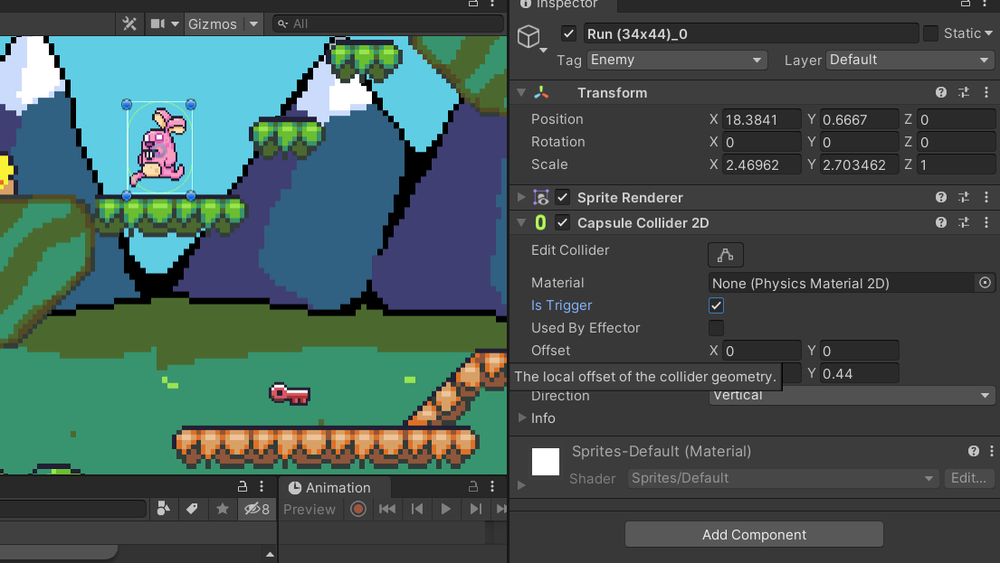 Inspector
Gizmos
All
Run (34x44)_0
Static
Tag Enemy Layer Default
Transform
Position X 18.3841 Y 0.6667 Z 0
Rotation X 0 Y 0 Z 0
Scale X 2.46962 Y 2.703462 Z 1
Sprite Renderer
Capsule Collider 2D
Edit Collider
Material None (Physics Material 2D)
Is Trigger
Used By Effector
Offset X 0 Y 0
The local offset of the collider geometry.
Y 0.44
Direction Vertical
Info
Sprites-Default (Material)
Shader Sprites/Default Edit...
Animation
8 Preview
Add Component